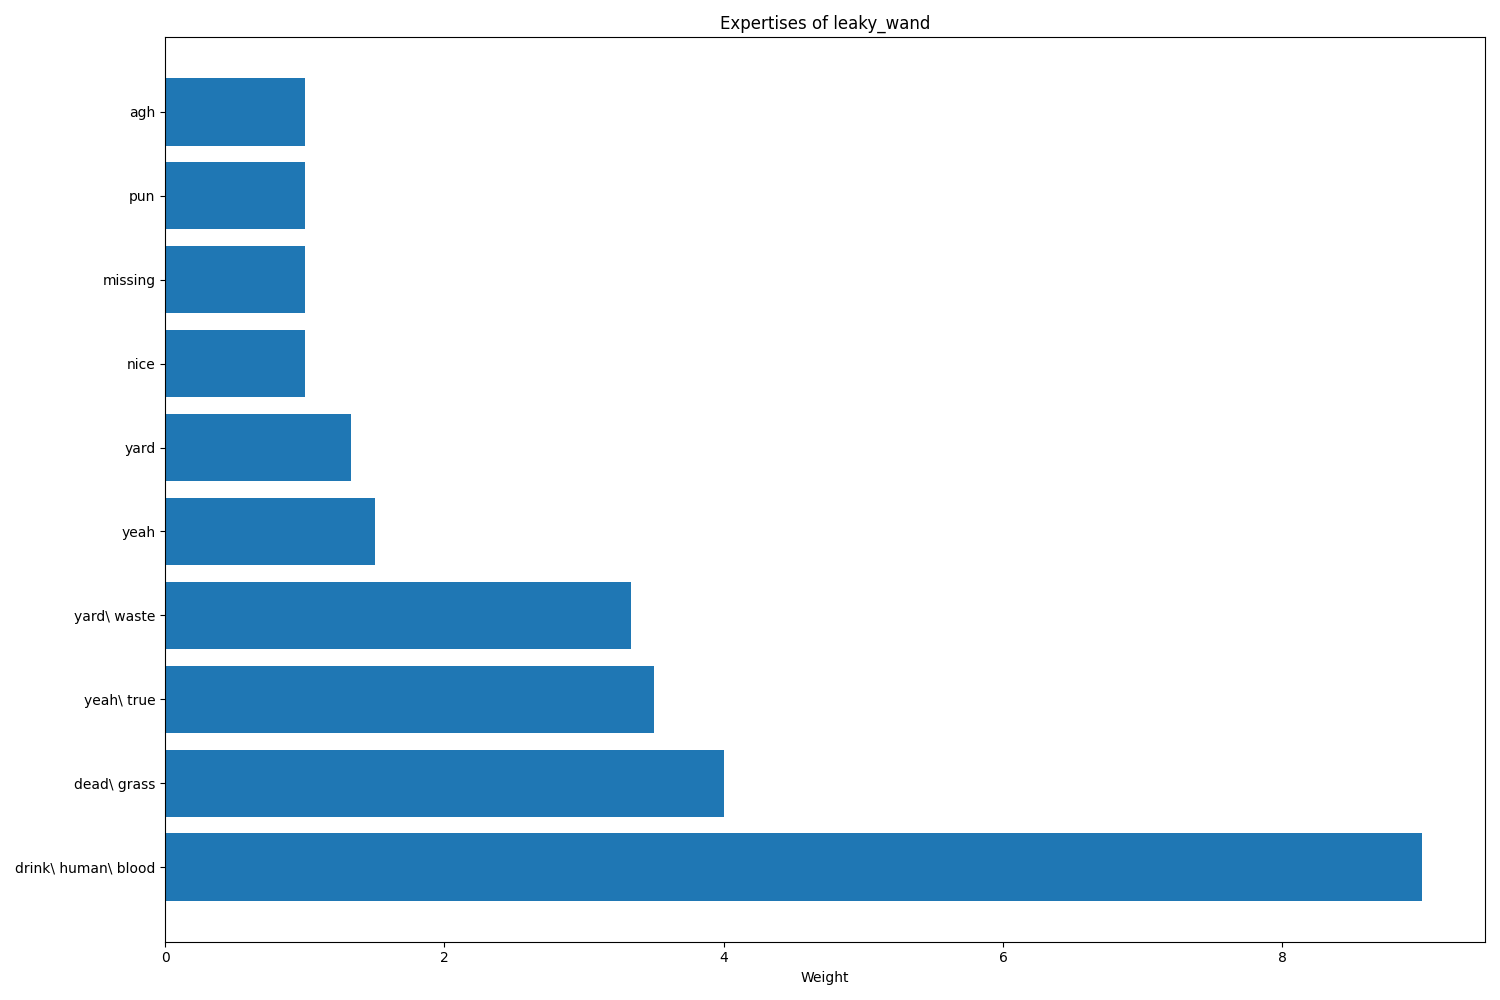 Expertises of leaky_wand
agh
pun
missing
nice
yard
yeah
yard\ waste
yeah\ true
dead\ grass
drink\ human\ blood
0 2 4 6 8
Weight